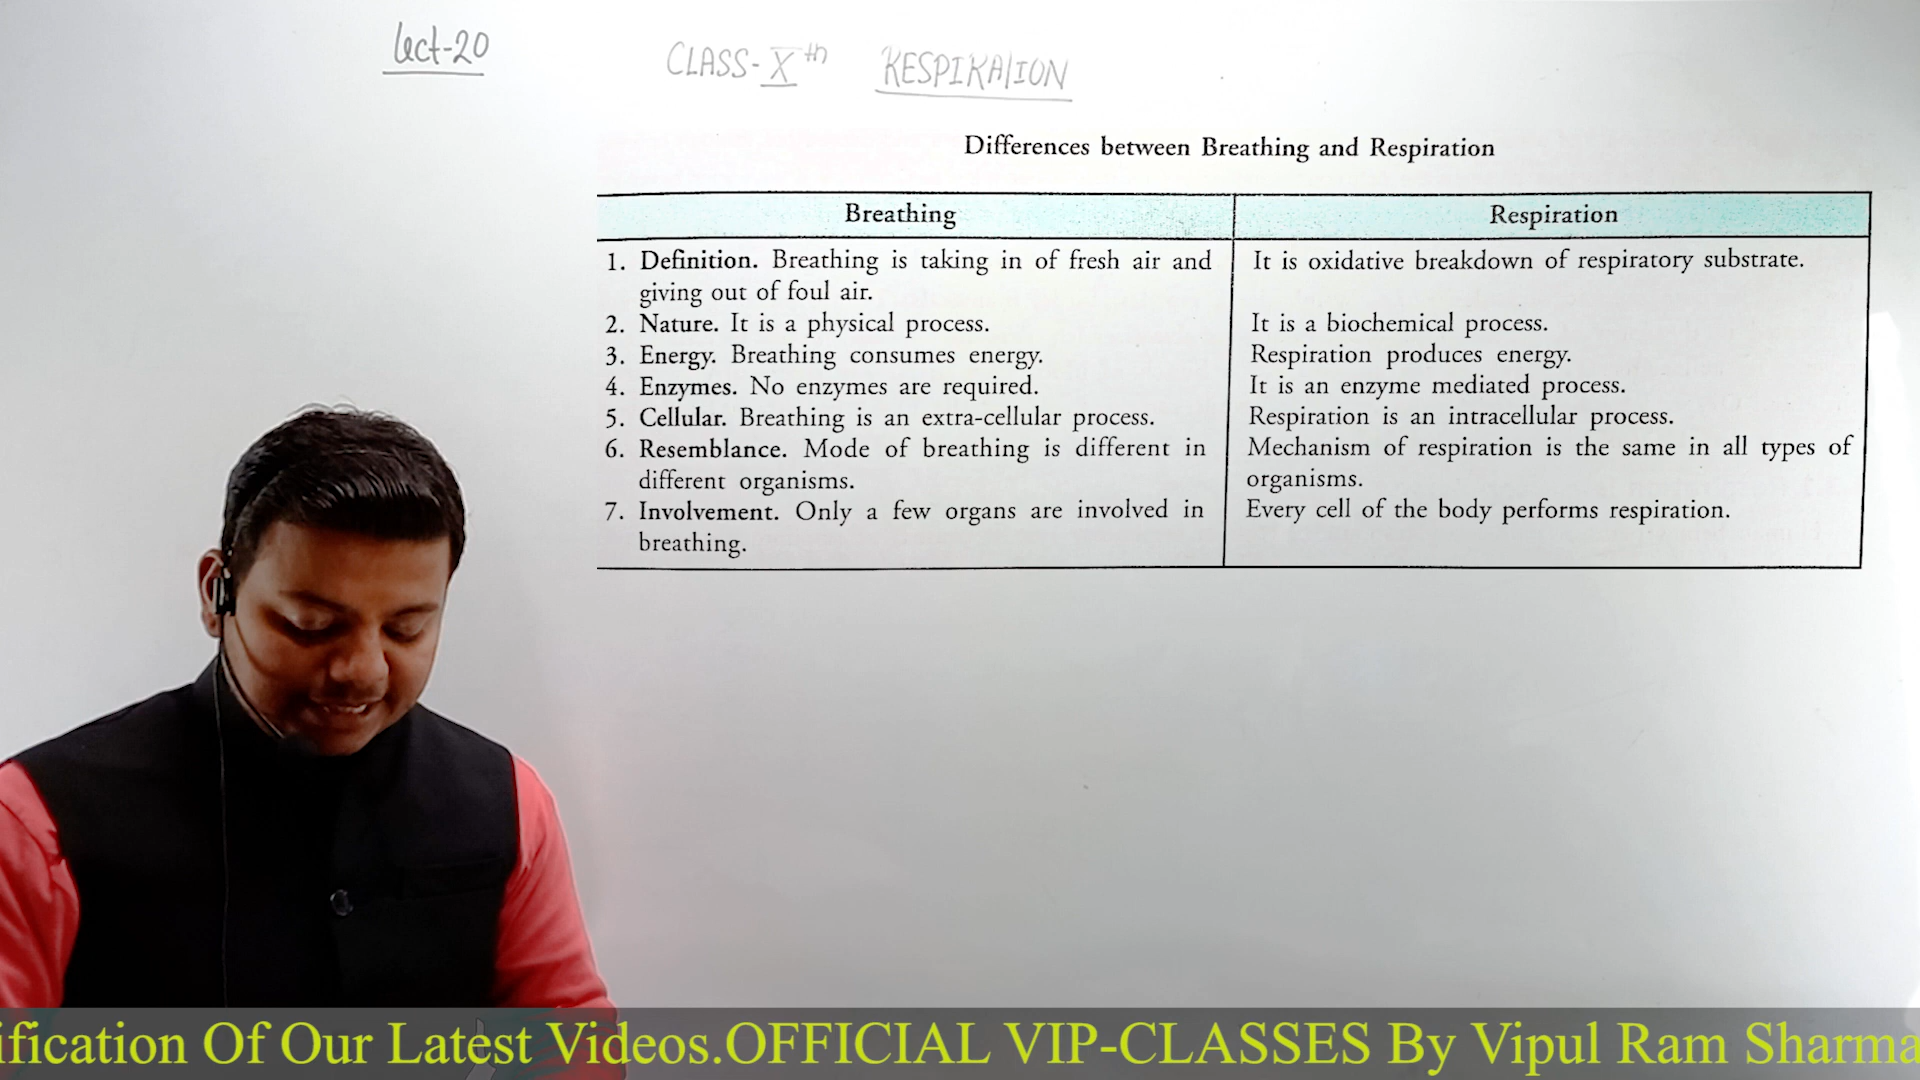 Lect-20
CLASS-Xth RESPIRATION
Differences between Breathing and Respiration
Breathing
Respiration
1. Definition. Breathing is taking in of fresh air and
giving out of foul air.
It is oxidative breakdown of respiratory substrate.
2. Nature. It is a physical process.
It is a biochemical process.
3. Energy. Breathing consumes energy.
Respiration produces energy.
4. Enzymes. No enzymes are required.
It is an enzyme mediated process.
5. Cellular. Breathing is an extra-cellular process.
Respiration is an intracellular process.
6. Resemblance. Mode of breathing is different in
different organisms.
Mechanism of respiration is the same in all types of
organisms.
7. Involvement. Only a few organs are involved in
breathing.
Every cell of the body performs respiration.
ification Of Our Latest Videos.OFFICIAL VIP-CLASSES By Vipul Ram Sharma